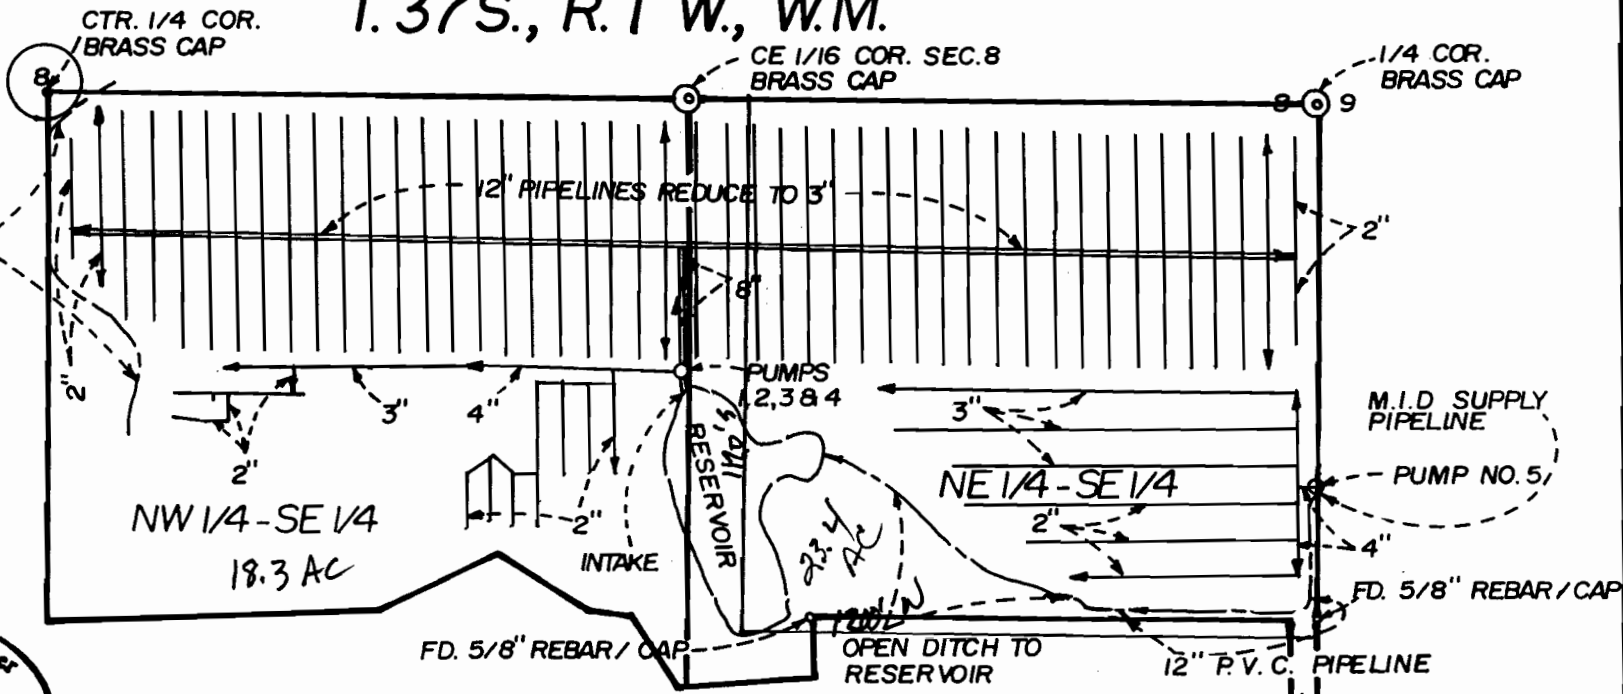 T. 37S., R. 1 W., W.M.
CTR. 1/4 COR.
BRASS CAP
8
CE 1/16 COR. SEC. 8
BRASS CAP
1/4 COR.
BRASS CAP
8 9
12" PIPELINES REDUCE TO 3"
2"
8"
2"
PUMPS
2, 3 & 4
3"
4"
3"
M.I.D SUPPLY
PIPELINE
2"
RESERVOIR
NE 1/4 - SE 1/4
PUMP NO. 5
NW 1/4 - SE 1/4
2"
2"
18.3 AC
INTAKE
23.4
AC
4"
FD. 5/8" REBAR / CAP
FD. 5/8" REBAR / CAP
OPEN DITCH TO
RESERVOIR
12" P.V.C. PIPELINE